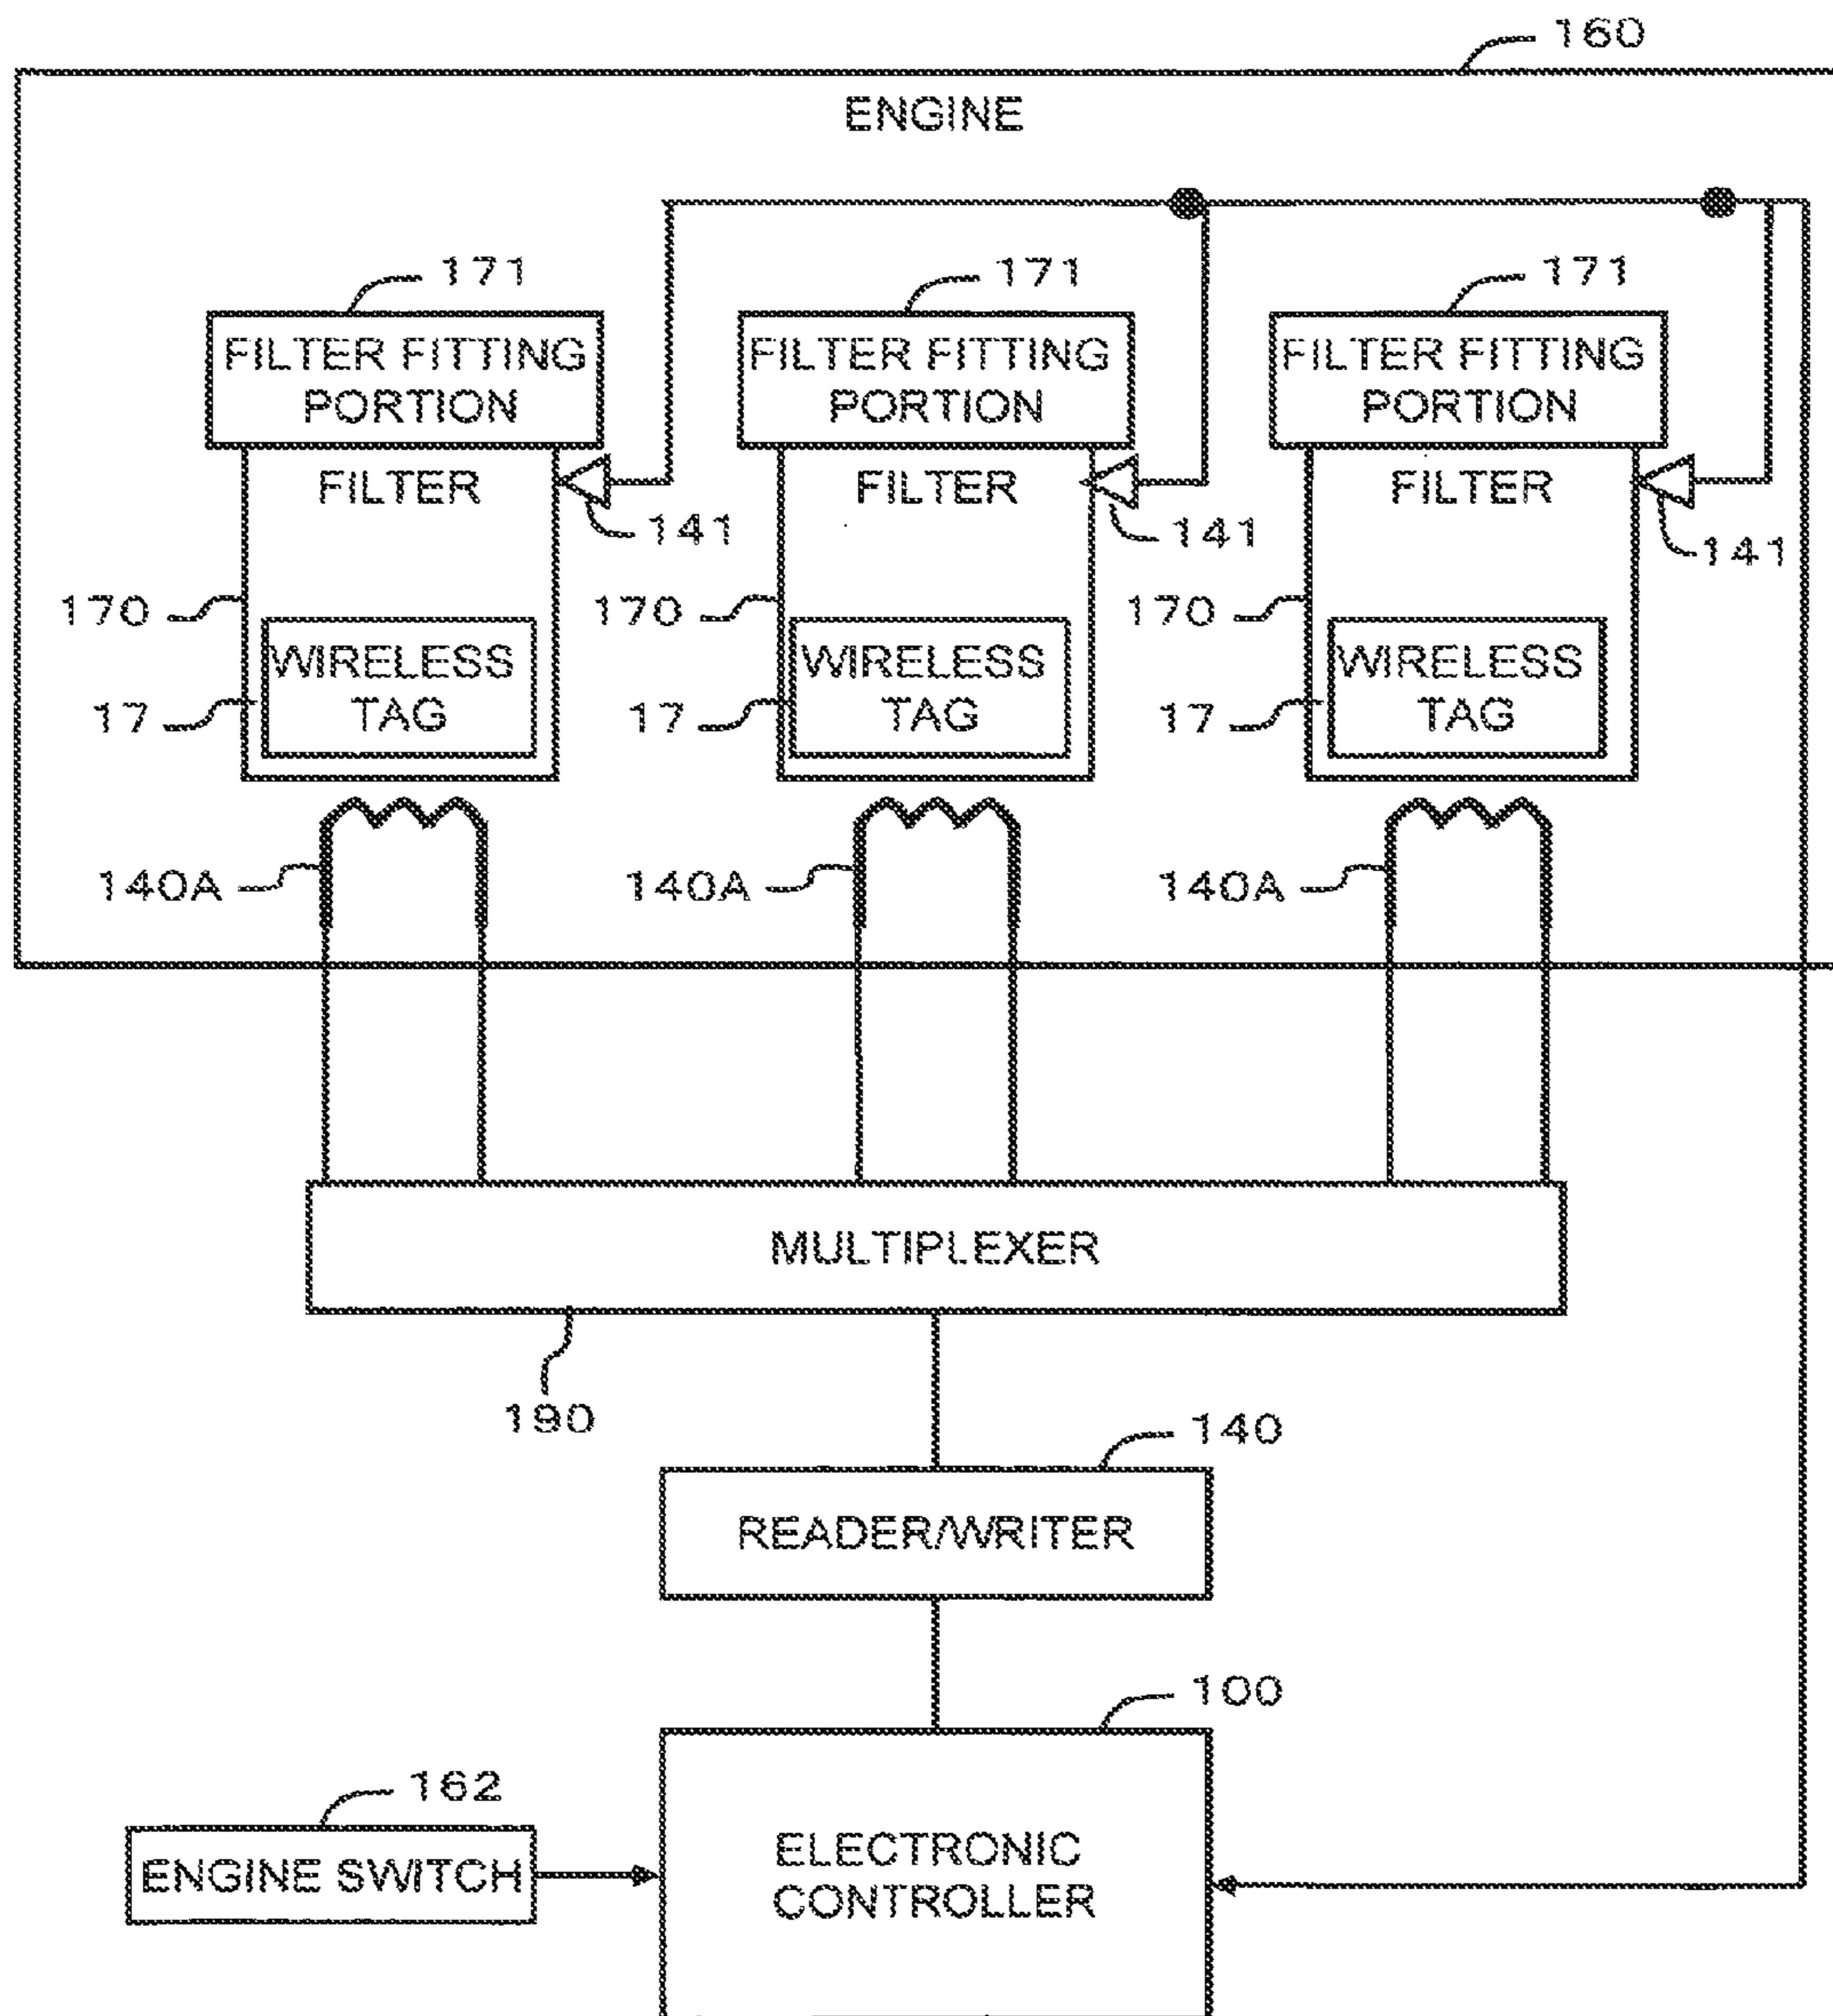 160
ENGINE
171
171
171
FILTER FITTING
PORTION
FILTER FITTING
PORTION
FILTER FITTING
PORTION
FILTER
FILTER
FILTER
141
141
141
170
170
170
WIRELESS
TAG
WIRELESS
TAG
WIRELESS
TAG
17
17
17
140A
140A
140A
MULTIPLEXER
190
140
READER/WRITER
100
162
ENGINE SWITCH
ELECTRONIC
CONTROLLER